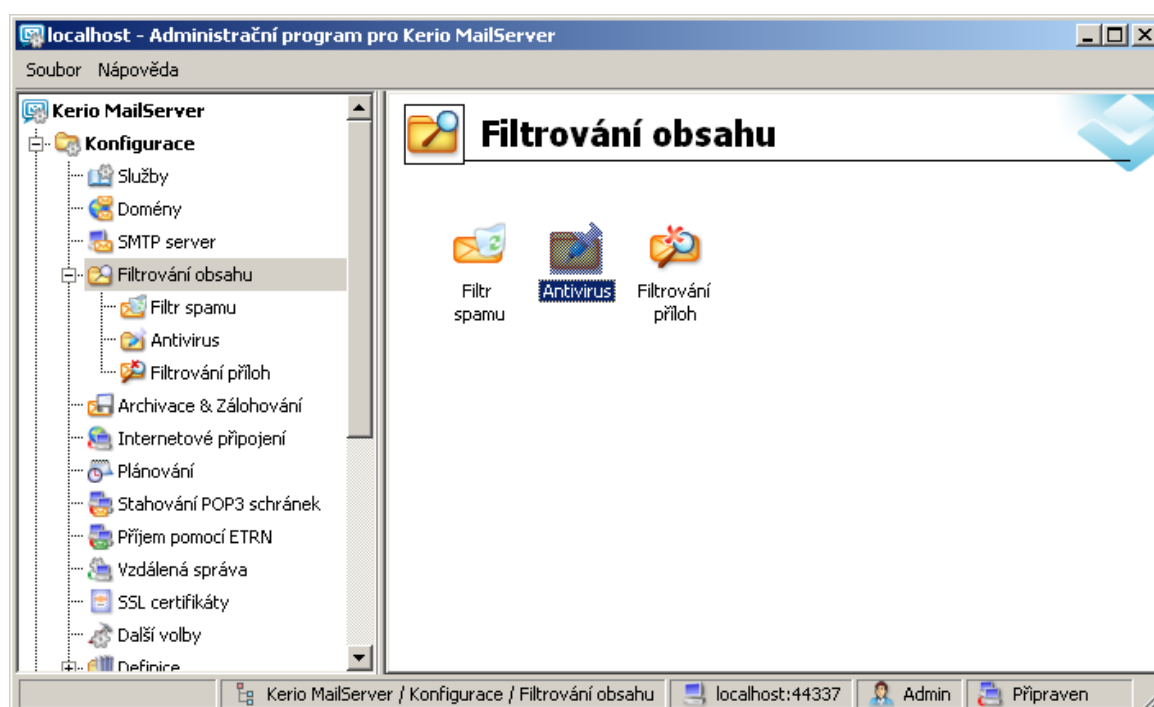 localhost - Administrační program pro Kerio MailServer
Soubor Nápověda
Kerio MailServer
Konfigurace
Služby
Domény
SMTP server
Filtrování obsahu
Filtr spamu
Antivirus
Filtrování příloh
Archivace & Zálohování
Internetové připojení
Plánování
Stahování POP3 schránek
Příjem pomocí ETRN
Vzdálená správa
SSL certifikáty
Další volby
Definice
Filtrování obsahu
Filtr
spamu
Antivirus
Filtrování
příloh
Kerio MailServer / Konfigurace / Filtrování obsahu
localhost:44337
Admin
Připraven